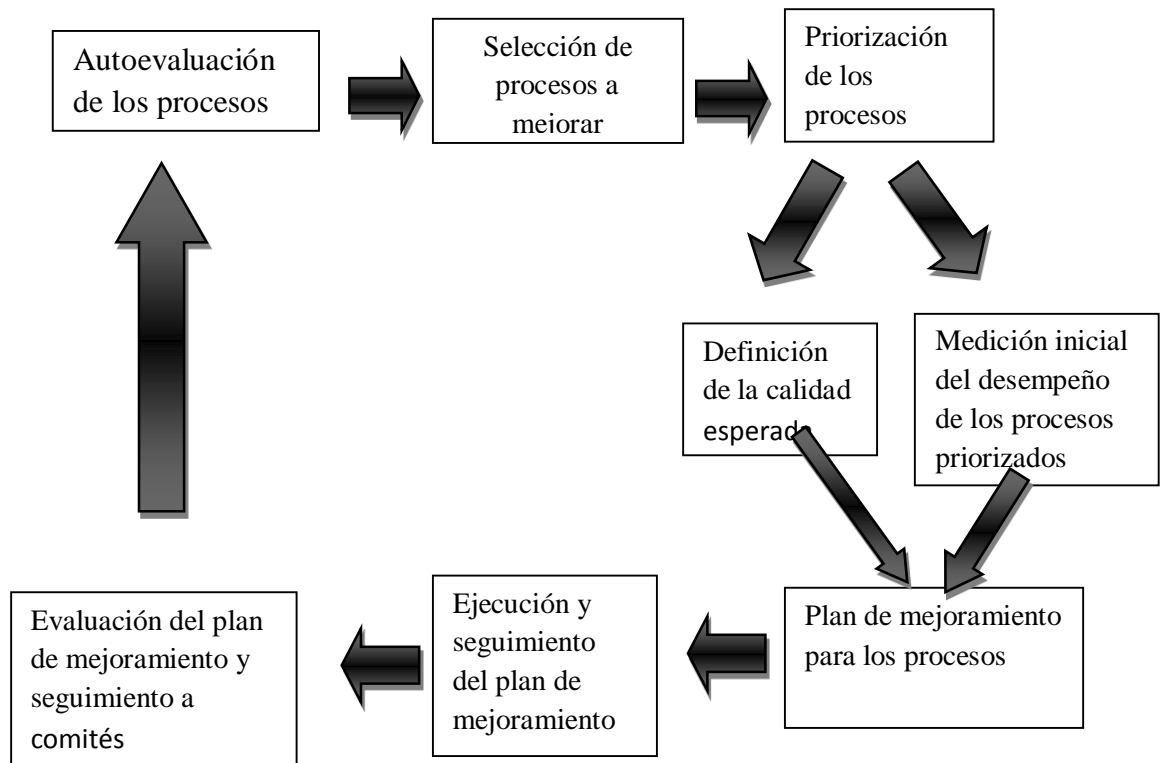 Autoevaluación
de los procesos
Selección de
procesos a
mejorar
Priorización
de los
procesos
Definición
de la calidad
esperada
Medición inicial
del desempeño
de los procesos
priorizados
Plan de mejoramiento
para los procesos
Ejecución y
seguimiento
del plan de
mejoramiento
Evaluación del plan
de mejoramiento y
seguimiento a
comités